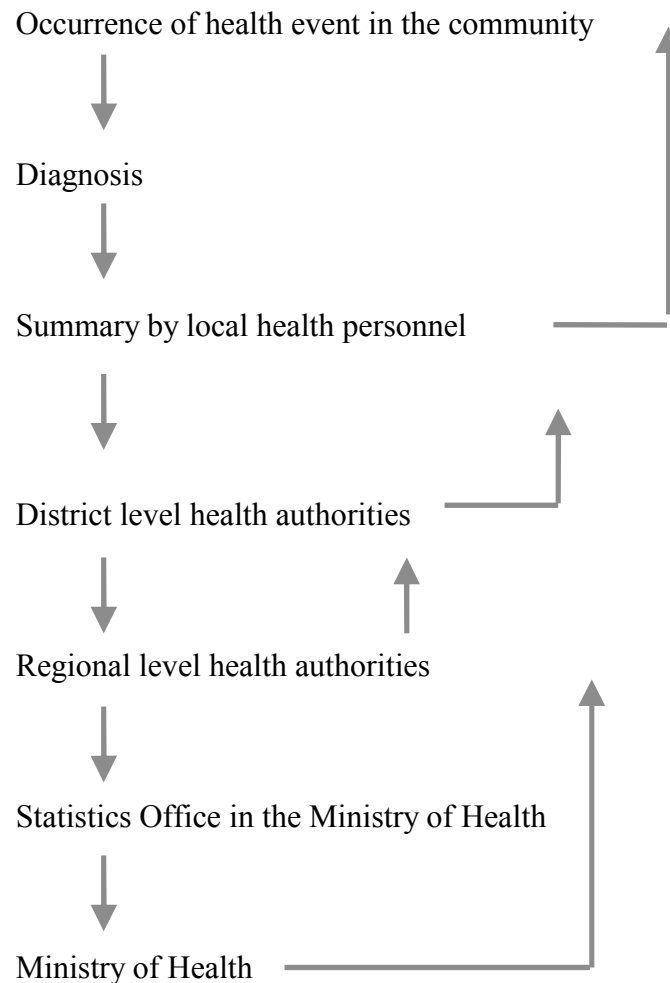 Occurrence of health event in the community
Diagnosis
Summary by local health personnel
District level health authorities
Regional level health authorities
Statistics Office in the Ministry of Health
Ministry of Health